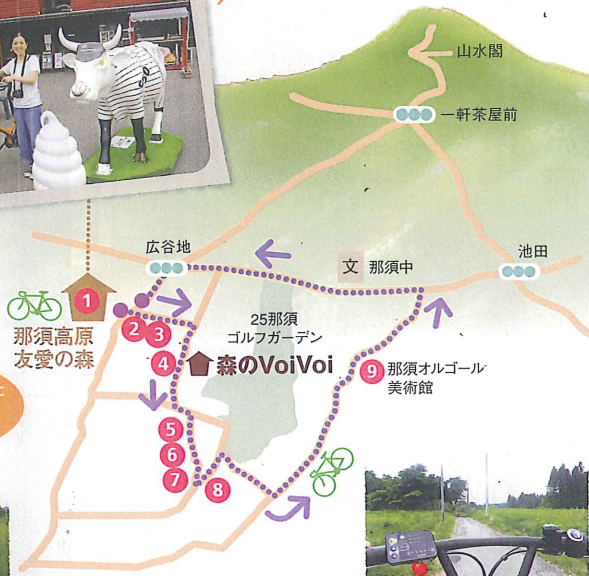 山水閣
一軒茶屋前
広谷地
池田
文 那須中
1
那須高原
友愛の森
2
3
25那須
ゴルフガーデン
4
森のVoiVoi
9
那須オルゴール
美術館
5
6
7
8